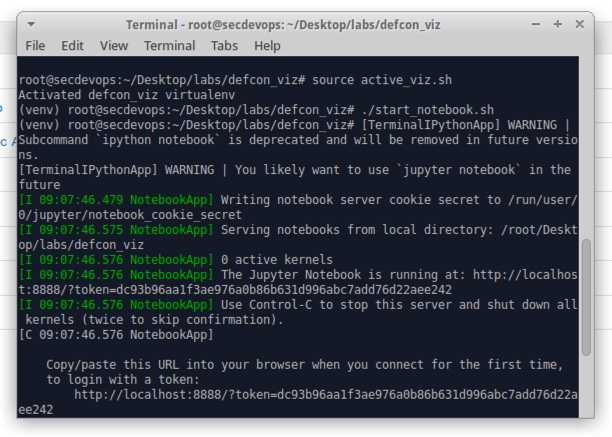 Terminal - root@secdevops: ~/Desktop/labs/defcon_viz
File Edit View Terminal Tabs Help
root@secdevops:~/Desktop/labs/defcon_viz# source active_viz.sh
Activated defcon_viz virtualenv
(venv) root@secdevops:~/Desktop/labs/defcon_viz# ./start_notebook.sh
(venv) root@secdevops:~/Desktop/labs/defcon_viz# [TerminalIPythonApp] WARNING |
Subcommand `ipython notebook` is deprecated and will be removed in future versio
ns.
[TerminalIPythonApp] WARNING | You likely want to use `jupyter notebook` in the
future
[I 09:07:46.479 NotebookApp] Writing notebook server cookie secret to /run/user/
0/jupyter/notebook_cookie_secret
[I 09:07:46.575 NotebookApp] Serving notebooks from local directory: /root/Deskt
op/labs/defcon_viz
[I 09:07:46.576 NotebookApp] 0 active kernels
[I 09:07:46.576 NotebookApp] The Jupyter Notebook is running at: http://localhos
t:8888/?token=dc93b96aa1f3ae976a0b86b631d996abc7add76d22aee242
[I 09:07:46.576 NotebookApp] Use Control-C to stop this server and shut down all
kernels (twice to skip confirmation).
[C 09:07:46.576 NotebookApp]
Copy/paste this URL into your browser when you connect for the first time,
to login with a token:
http://localhost:8888/?token=dc93b96aa1f3ae976a0b86b631d996abc7add76d22a
ee242